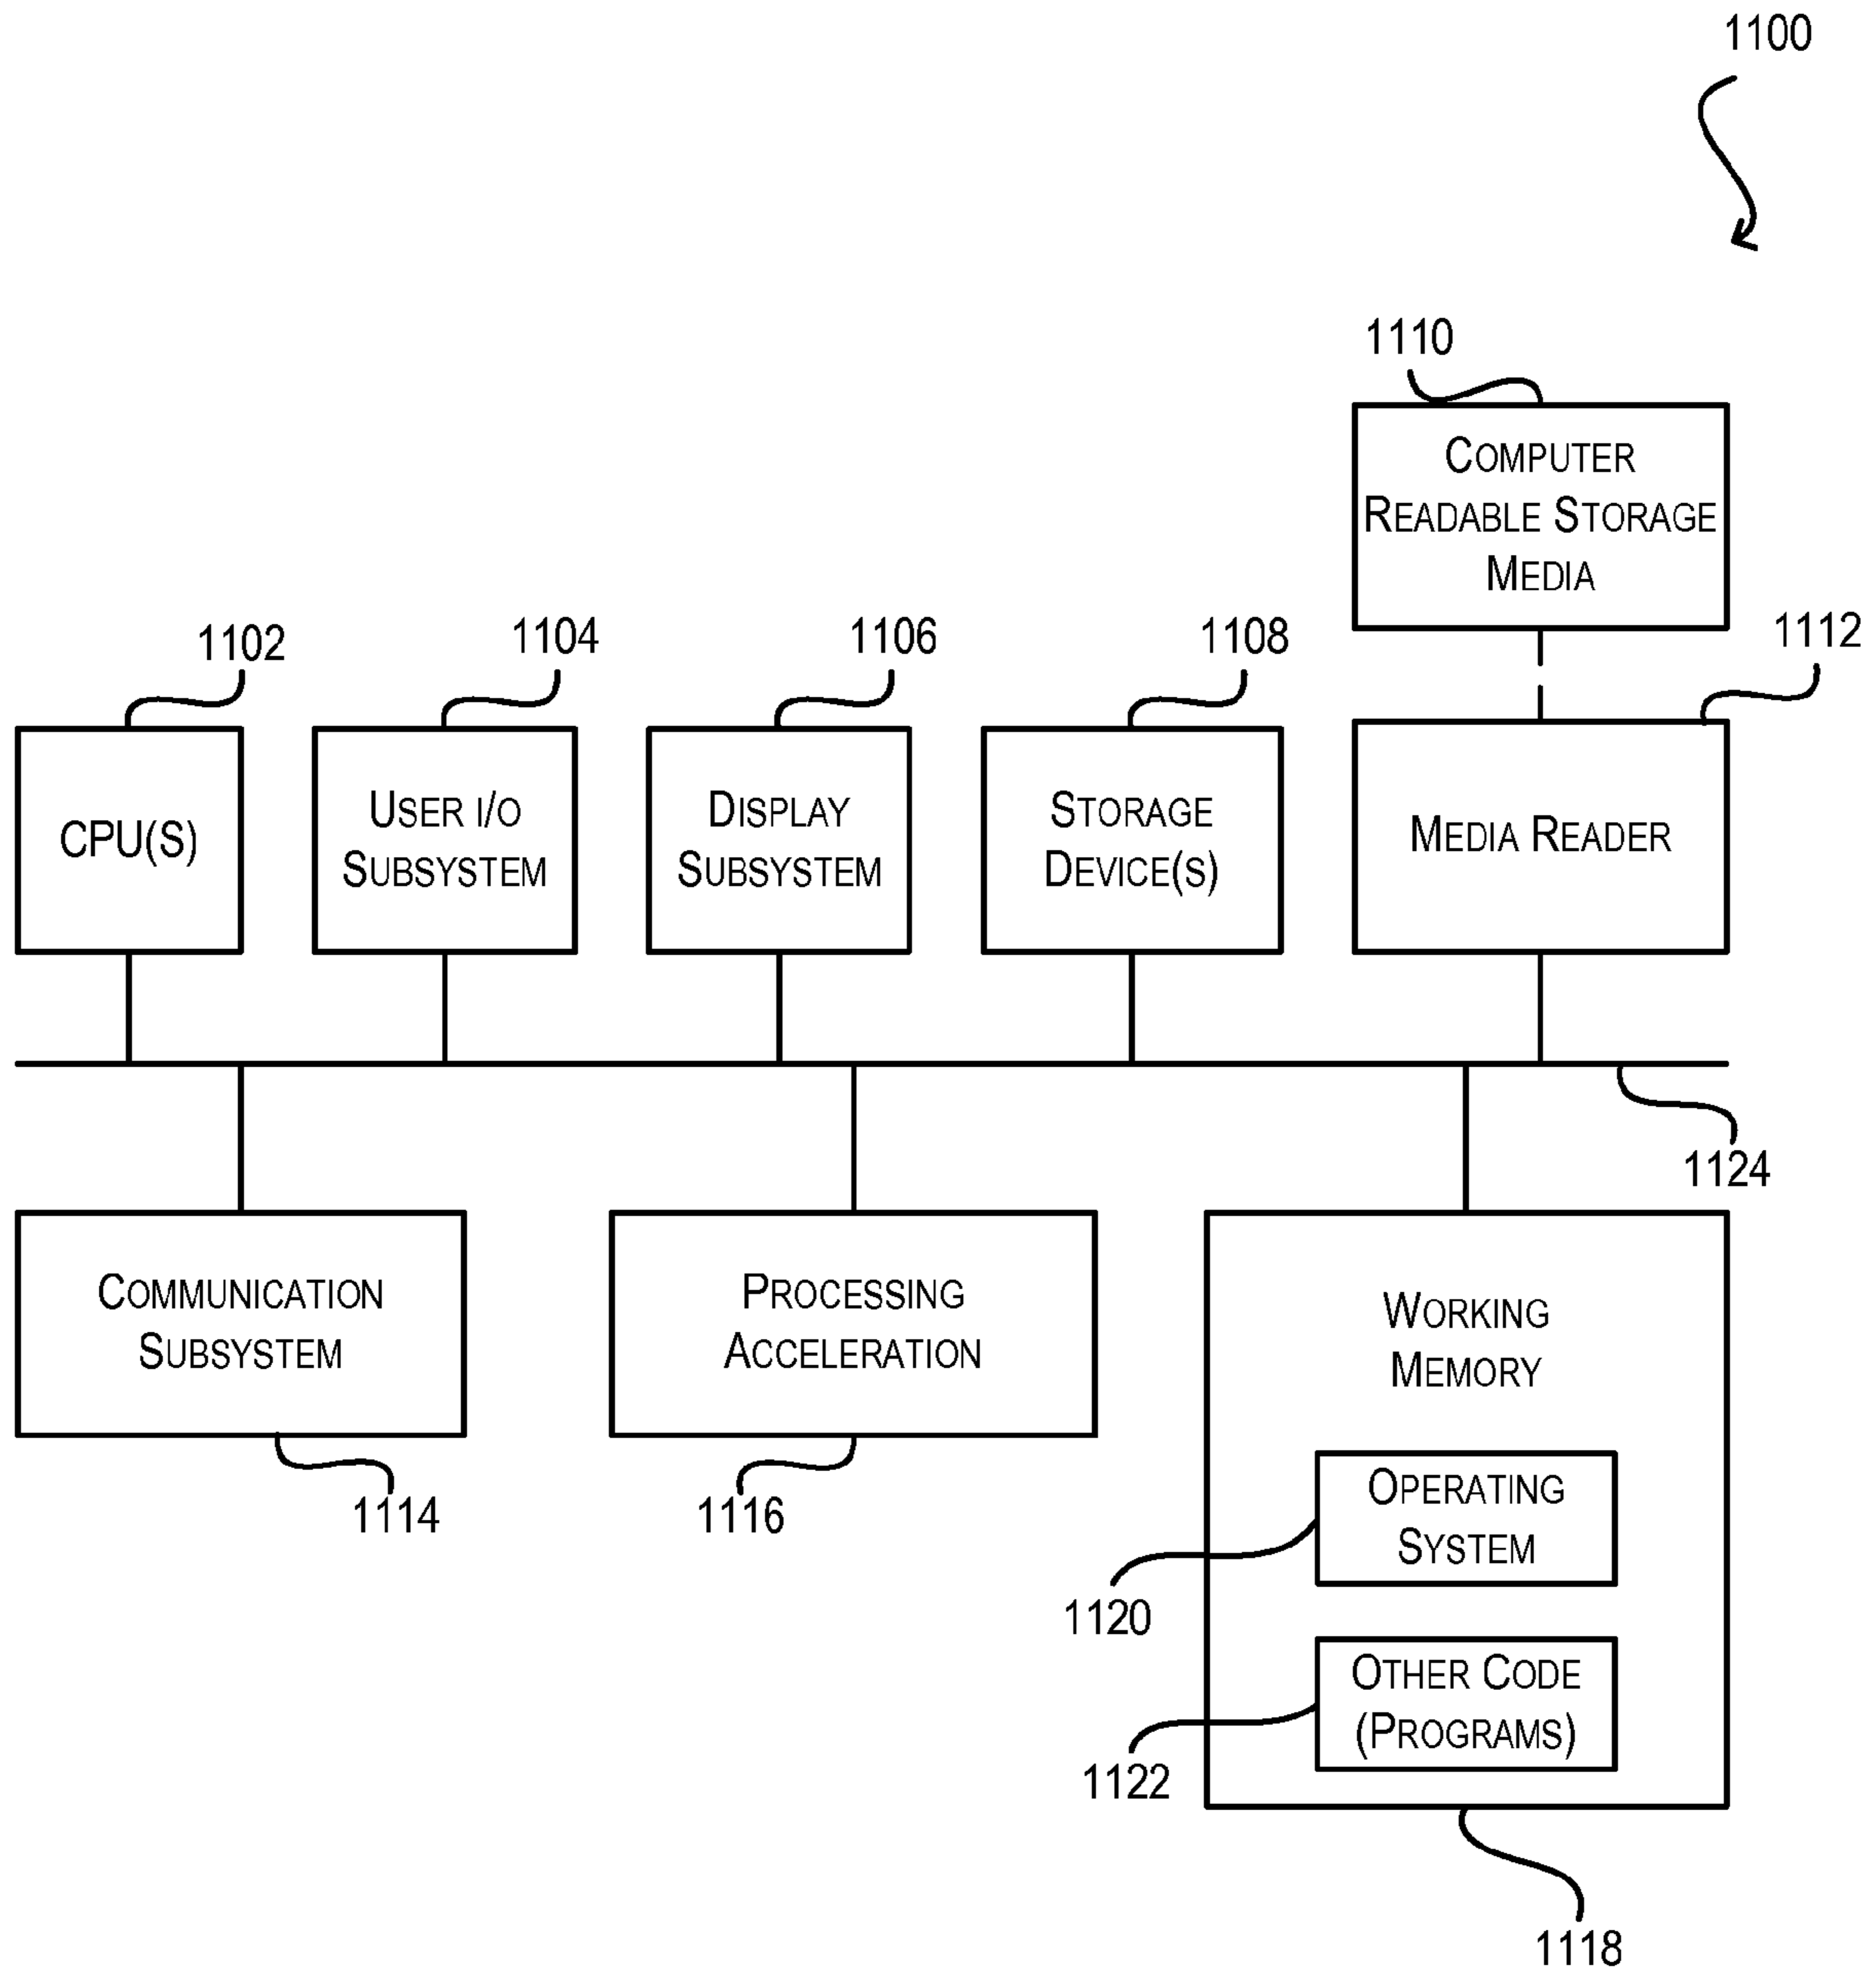 1100
1110
COMPUTER
READABLE STORAGE
MEDIA
1102
1104
1106
1108
1112
CPU(S)
USER I/O
SUBSYSTEM
DISPLAY
SUBSYSTEM
STORAGE
DEVICE(S)
MEDIA READER
1124
COMMUNICATION
SUBSYSTEM
PROCESSING
ACCELERATION
WORKING
MEMORY
OPERATING
SYSTEM
1114
1116
1120
OTHER CODE
(PROGRAMS)
1122
1118